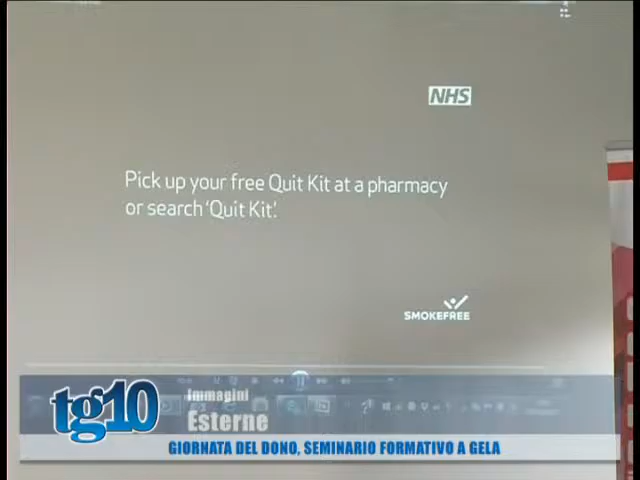 NHS
Pick up your free Quit Kit at a pharmacy
or search 'Quit Kit'.
SMOKEFREE
tg10
Immagini
Esterne
GIORNATA DEL DONO, SEMINARIO FORMATIVO A GELA